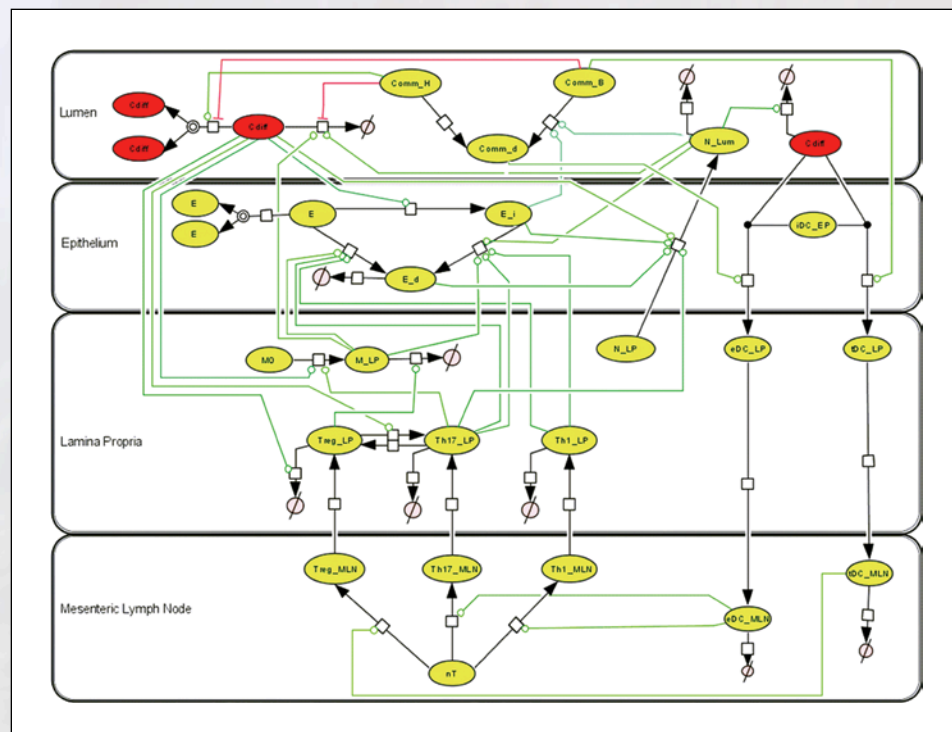 Lumen
Cdiff
Cdiff
Cdiff
Comm_H
Comm_B
Comm_d
N_Lum
Cdiff
Epithelium
E
E
E
E_i
E_d
iDC_EP
Lamina Propria
M0
M_LP
N_LP
eDC_LP
tDC_LP
Treg_LP
Th17_LP
Th1_LP
Mesenteric Lymph Node
Treg_MLN
Th17_MLN
Th1_MLN
tDC_MLN
eDC_MLN
nT